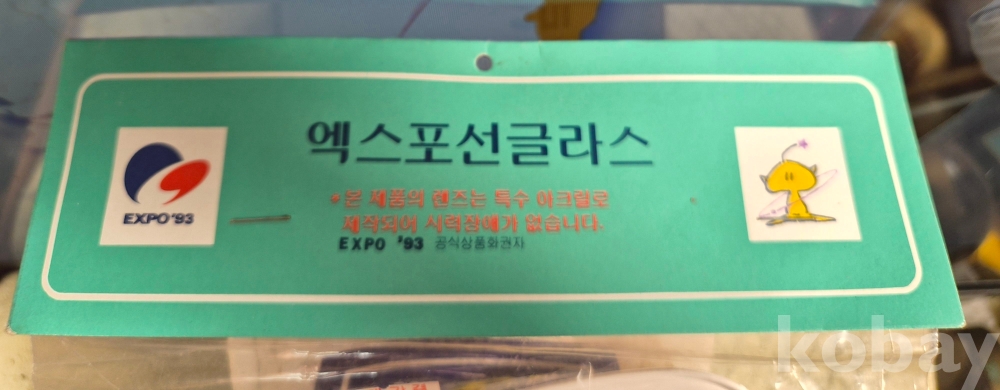 엑스포선글라스
EXPO'93
*본 제품의 렌즈는 특수 아크릴로
제작되어 시력장애가 없습니다.
EXPO '93 공식상품화권자
kobay